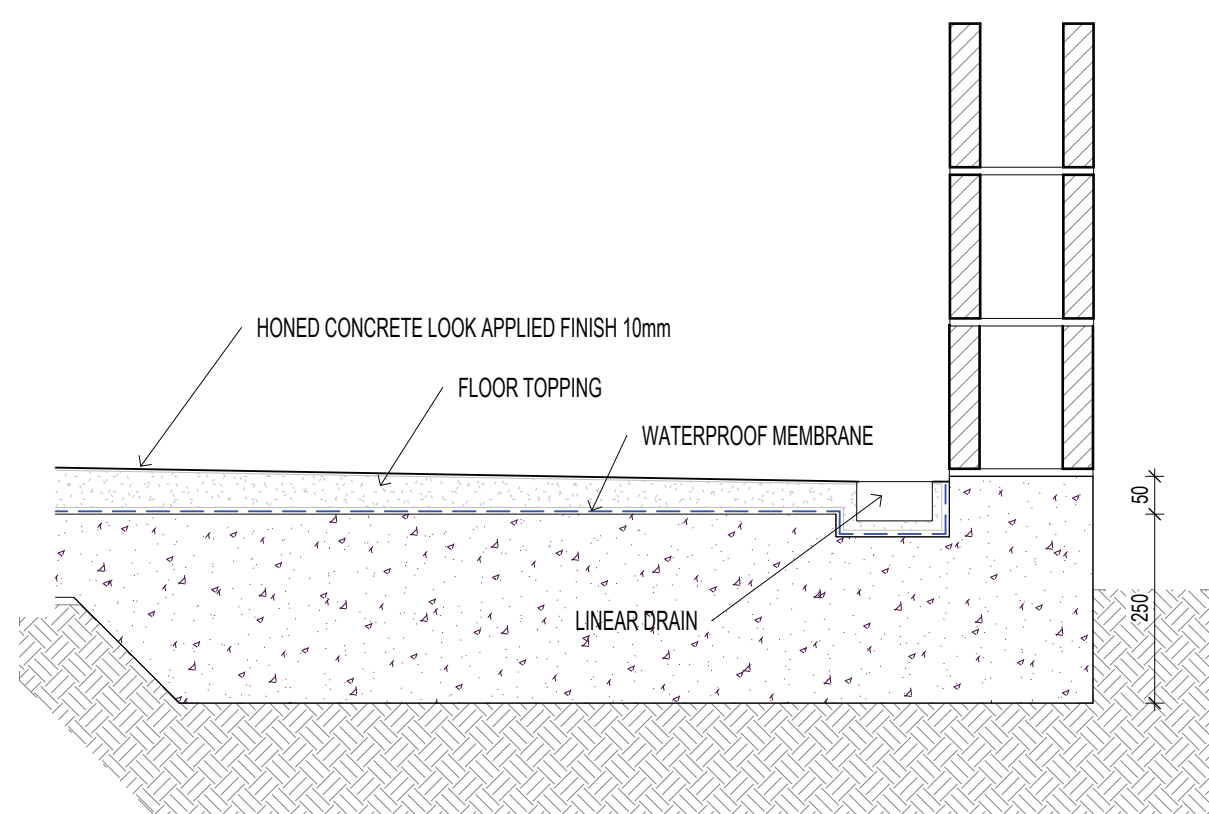 HONED CONCRETE LOOK APPLIED FINISH 10mm
FLOOR TOPPING
WATERPROOF MEMBRANE
50
250
LINEAR DRAIN